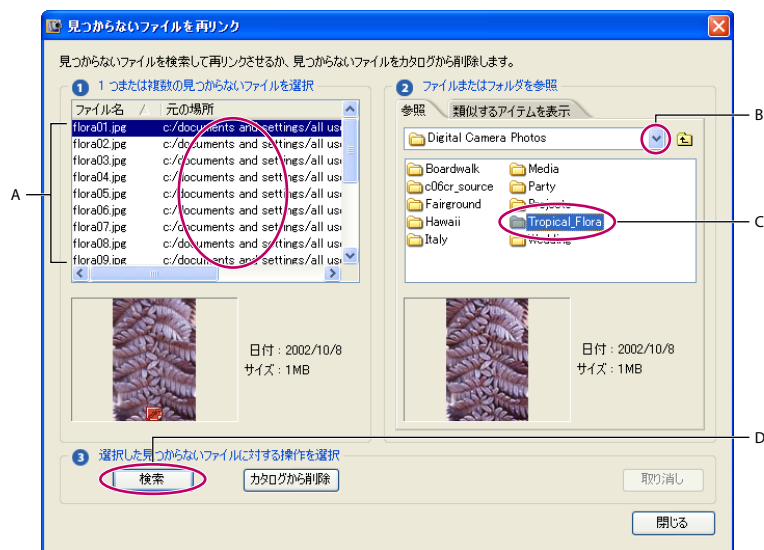 見つからないファイルを再リンク
見つからないファイルを検索して再リンクさせるか、見つからないファイルをカタログから削除します。
1 1 つまたは複数の見つからないファイルを選択
ファイル名 元の場所
flora01.jpg c:/documents and settings/all use
flora02.jpg c:/documents and settings/all us
flora03.jpg c:/documents and settings/all us
flora04.jpg c:/documents and settings/all us
flora05.jpg c:/documents and settings/all us
flora06.jpg c:/documents and settings/all us
flora07.jpg c:/documents and settings/all us
flora08.jpg c:/documents and settings/all us
flora09.jpg c:/documents and settings/all us
A
日付 : 2002/10/8
サイズ : 1MB
2 ファイルまたはフォルダを参照
参照 類似するアイテムを表示
Digital Camera Photos
B
Boardwalk
c06cr_source
Fairground
Hawaii
Italy
Media
Party
Projects
Tropical_Flora
Wedding
C
日付 : 2002/10/8
サイズ : 1MB
3 選択した見つからないファイルに対する操作を選択
D
検索 カタログから削除 取り消し
閉じる